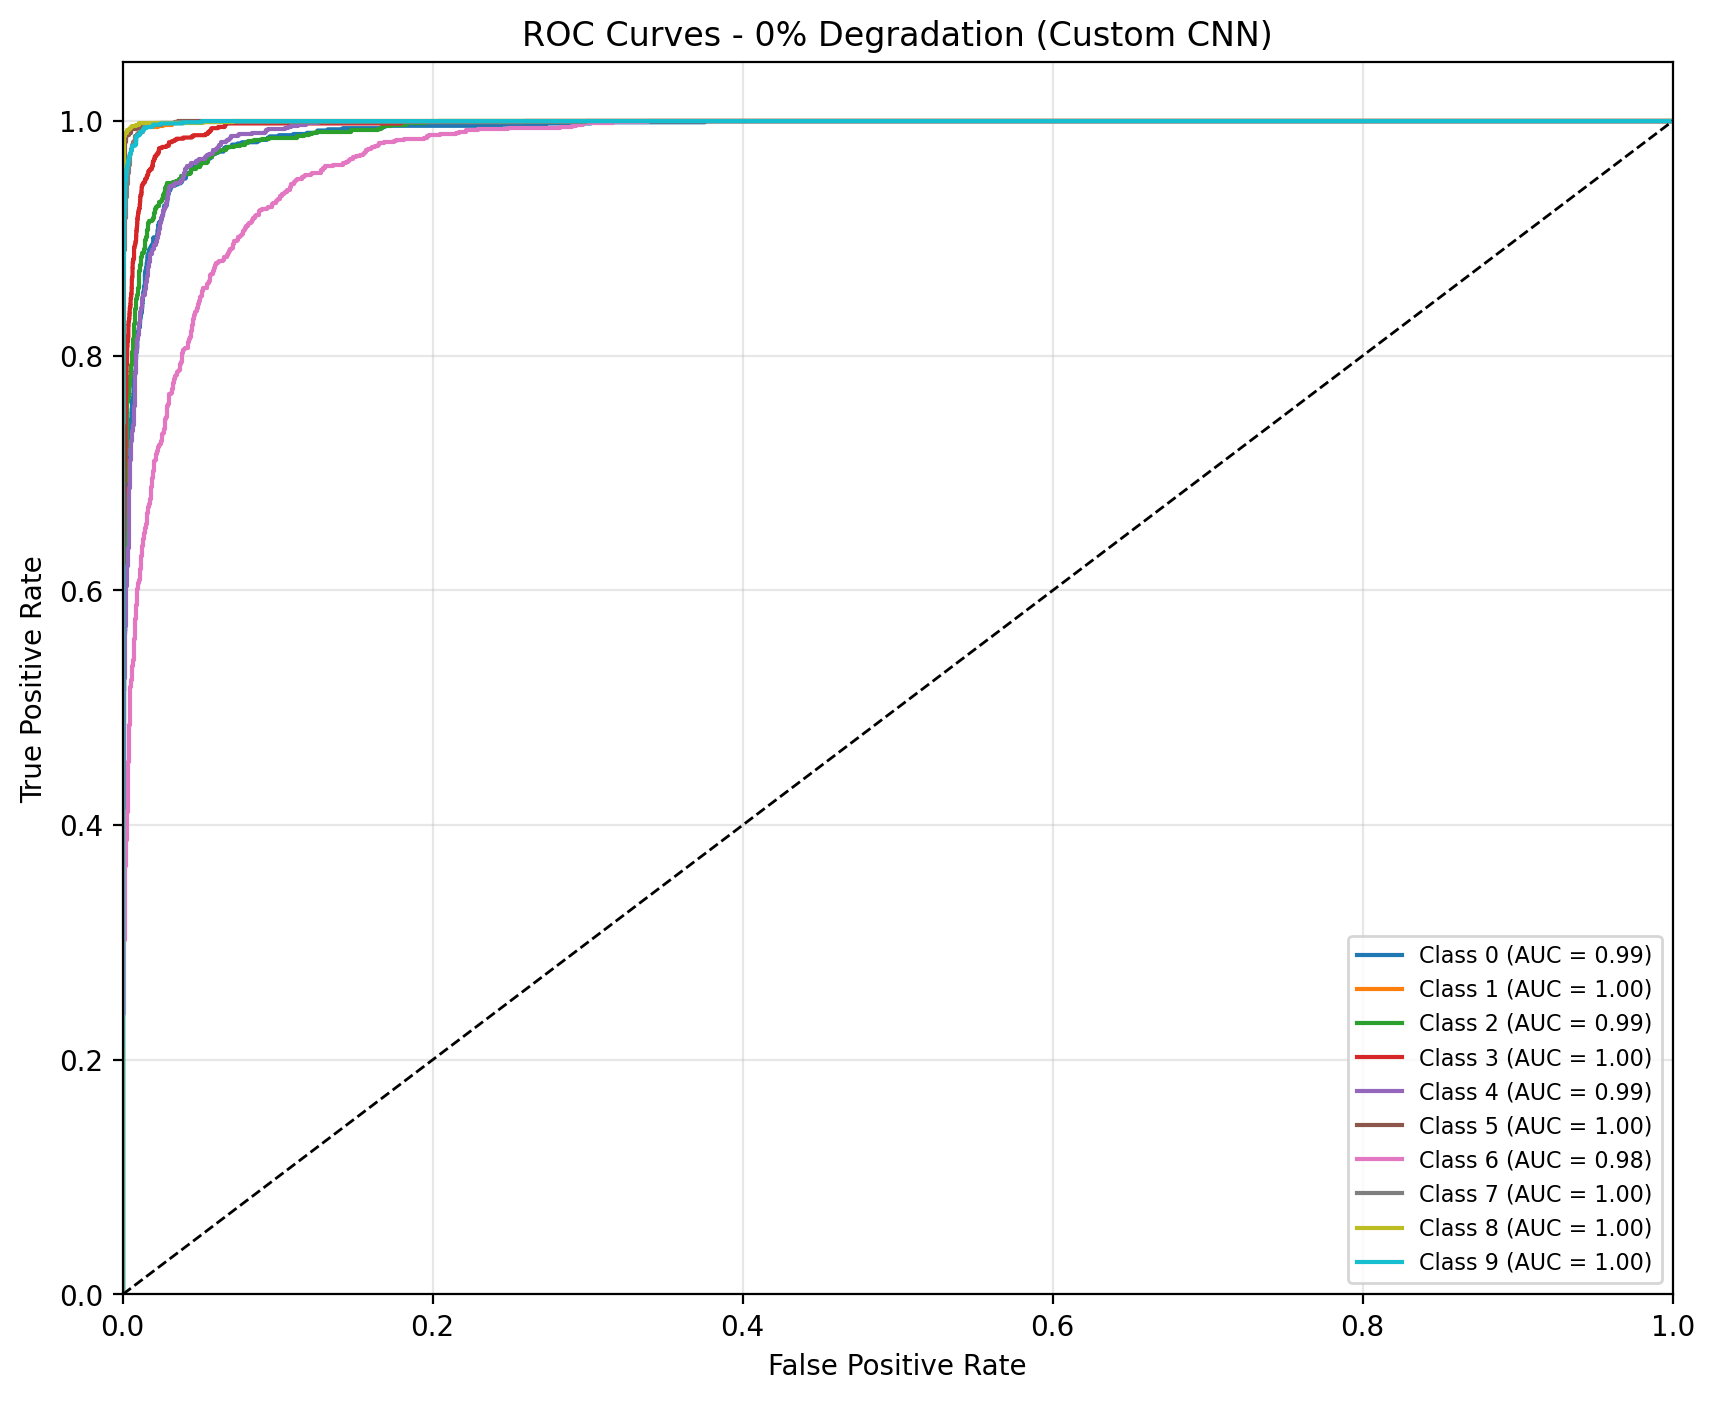 ROC Curves - 0% Degradation (Custom CNN)
True Positive Rate
1.0
0.8
0.6
0.4
0.2
0.0
0.0 0.2 0.4 0.6 0.8 1.0
False Positive Rate
Class 0 (AUC = 0.99)
Class 1 (AUC = 1.00)
Class 2 (AUC = 0.99)
Class 3 (AUC = 1.00)
Class 4 (AUC = 0.99)
Class 5 (AUC = 1.00)
Class 6 (AUC = 0.98)
Class 7 (AUC = 1.00)
Class 8 (AUC = 1.00)
Class 9 (AUC = 1.00)